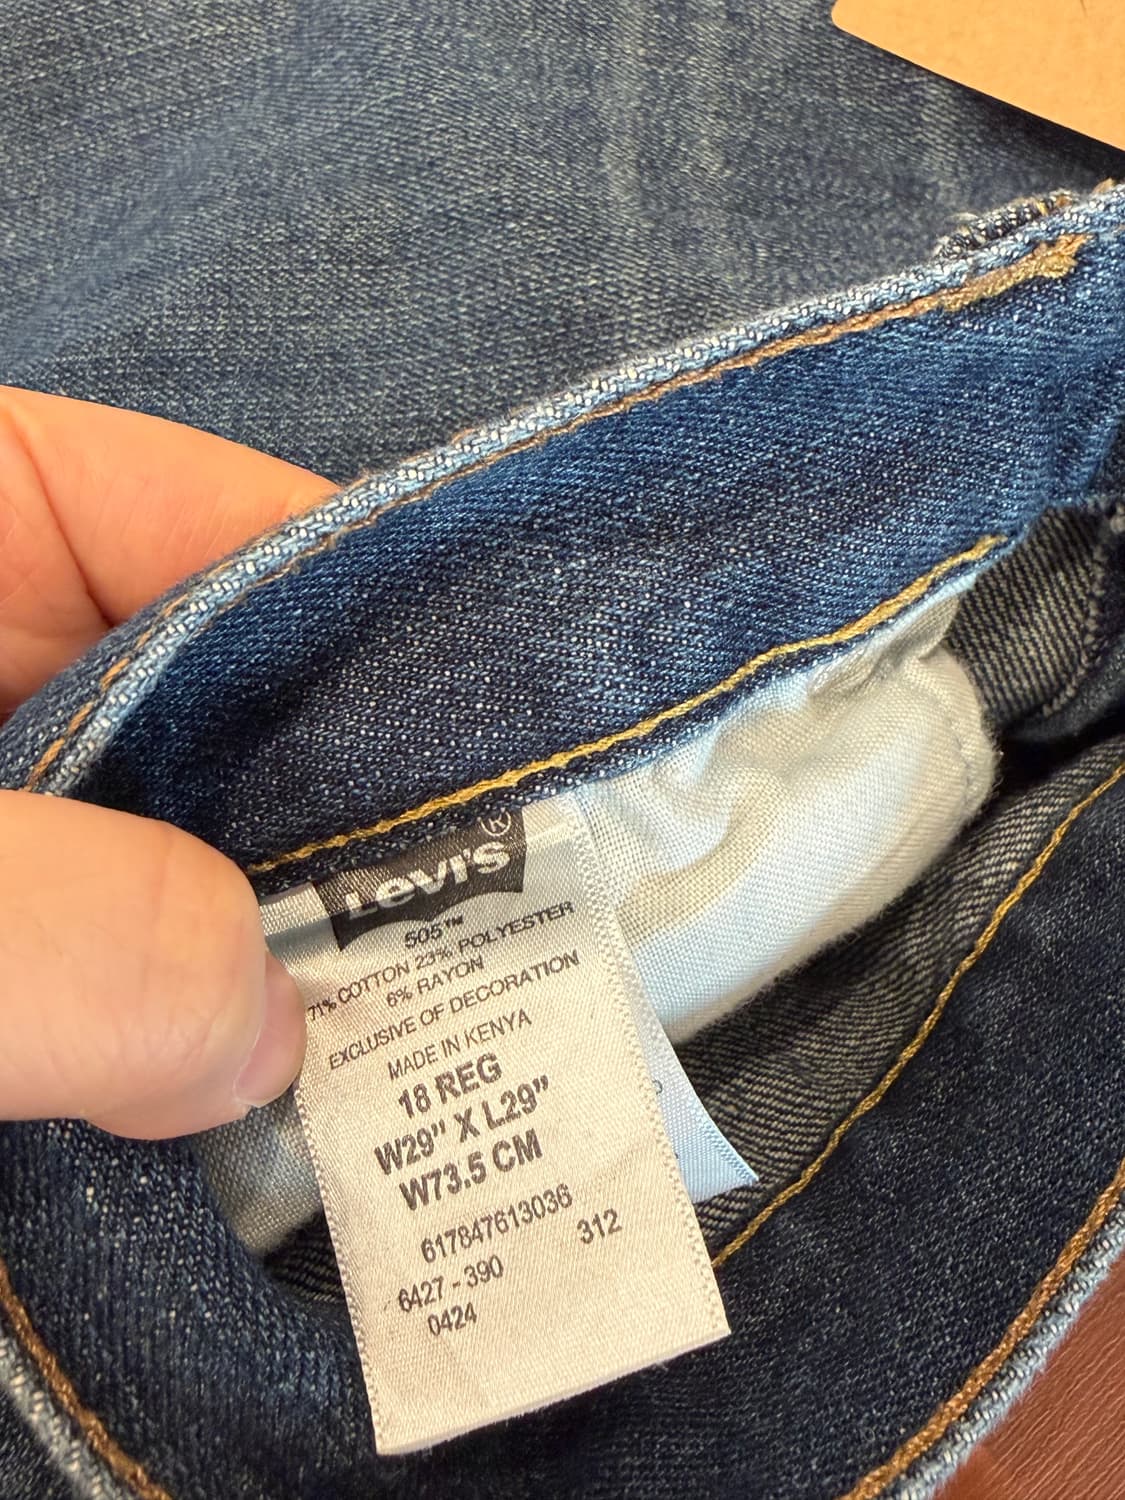 Levi's®
505™
71% COTTON 23% POLYESTER
6% RAYON
EXCLUSIVE OF DECORATION
MADE IN KENYA
18 REG
W29" X L29"
W73.5 CM
617847613036
6427-390 312
0424